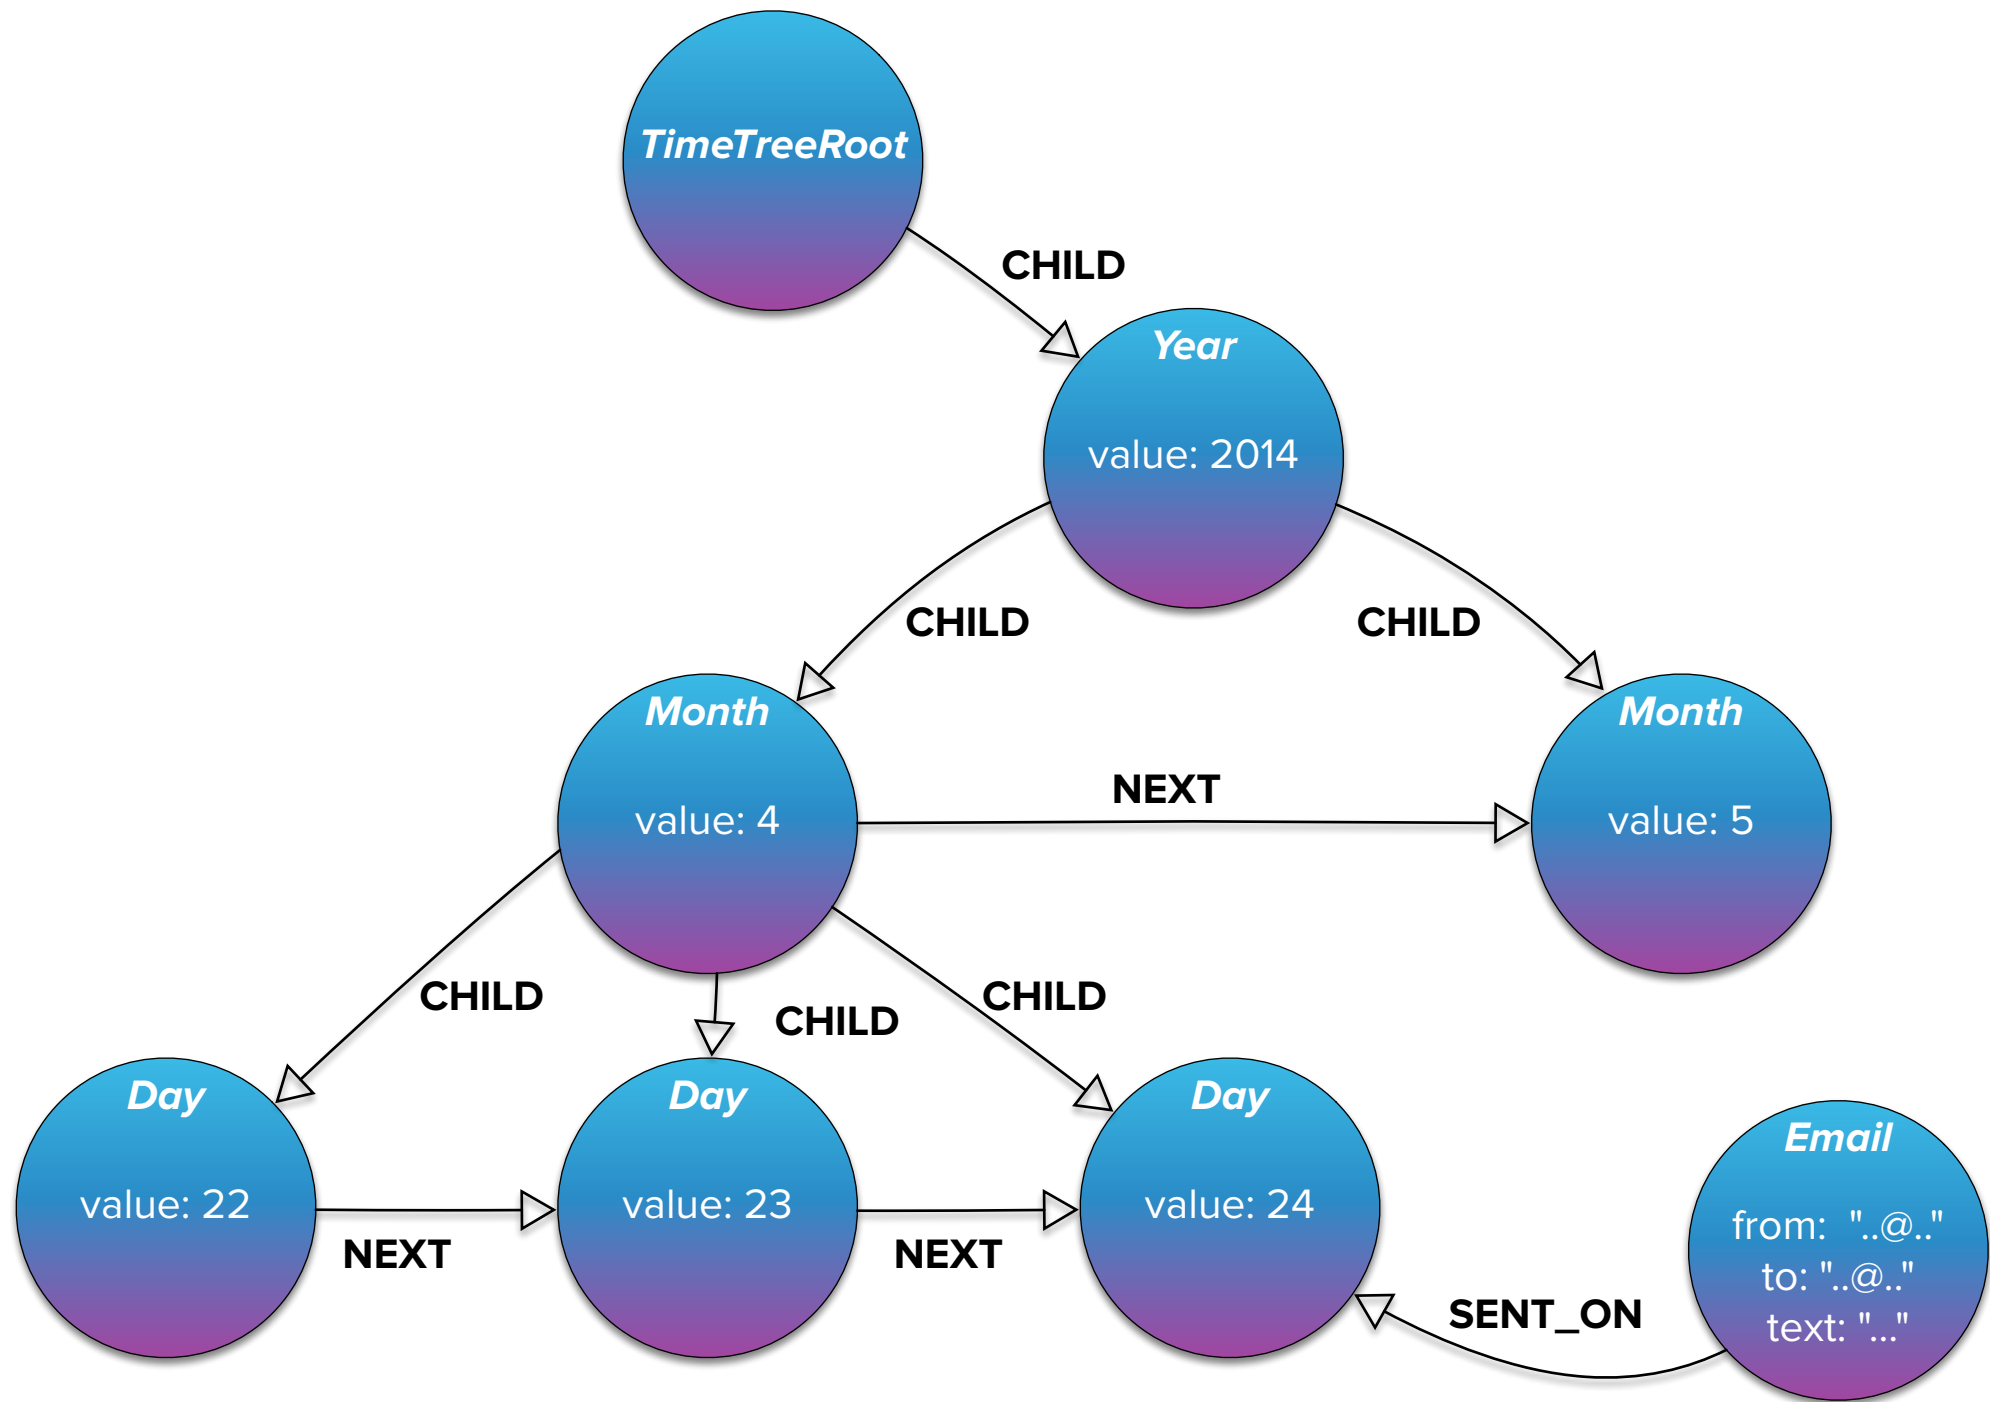 TimeTreeRoot
CHILD
Year
value: 2014
CHILD
CHILD
Month
value: 4
NEXT
Month
value: 5
CHILD
CHILD
CHILD
Day
value: 22
NEXT
Day
value: 23
NEXT
Day
value: 24
SENT_ON
Email
from: "..@.."
to: "..@.."
text: "..."